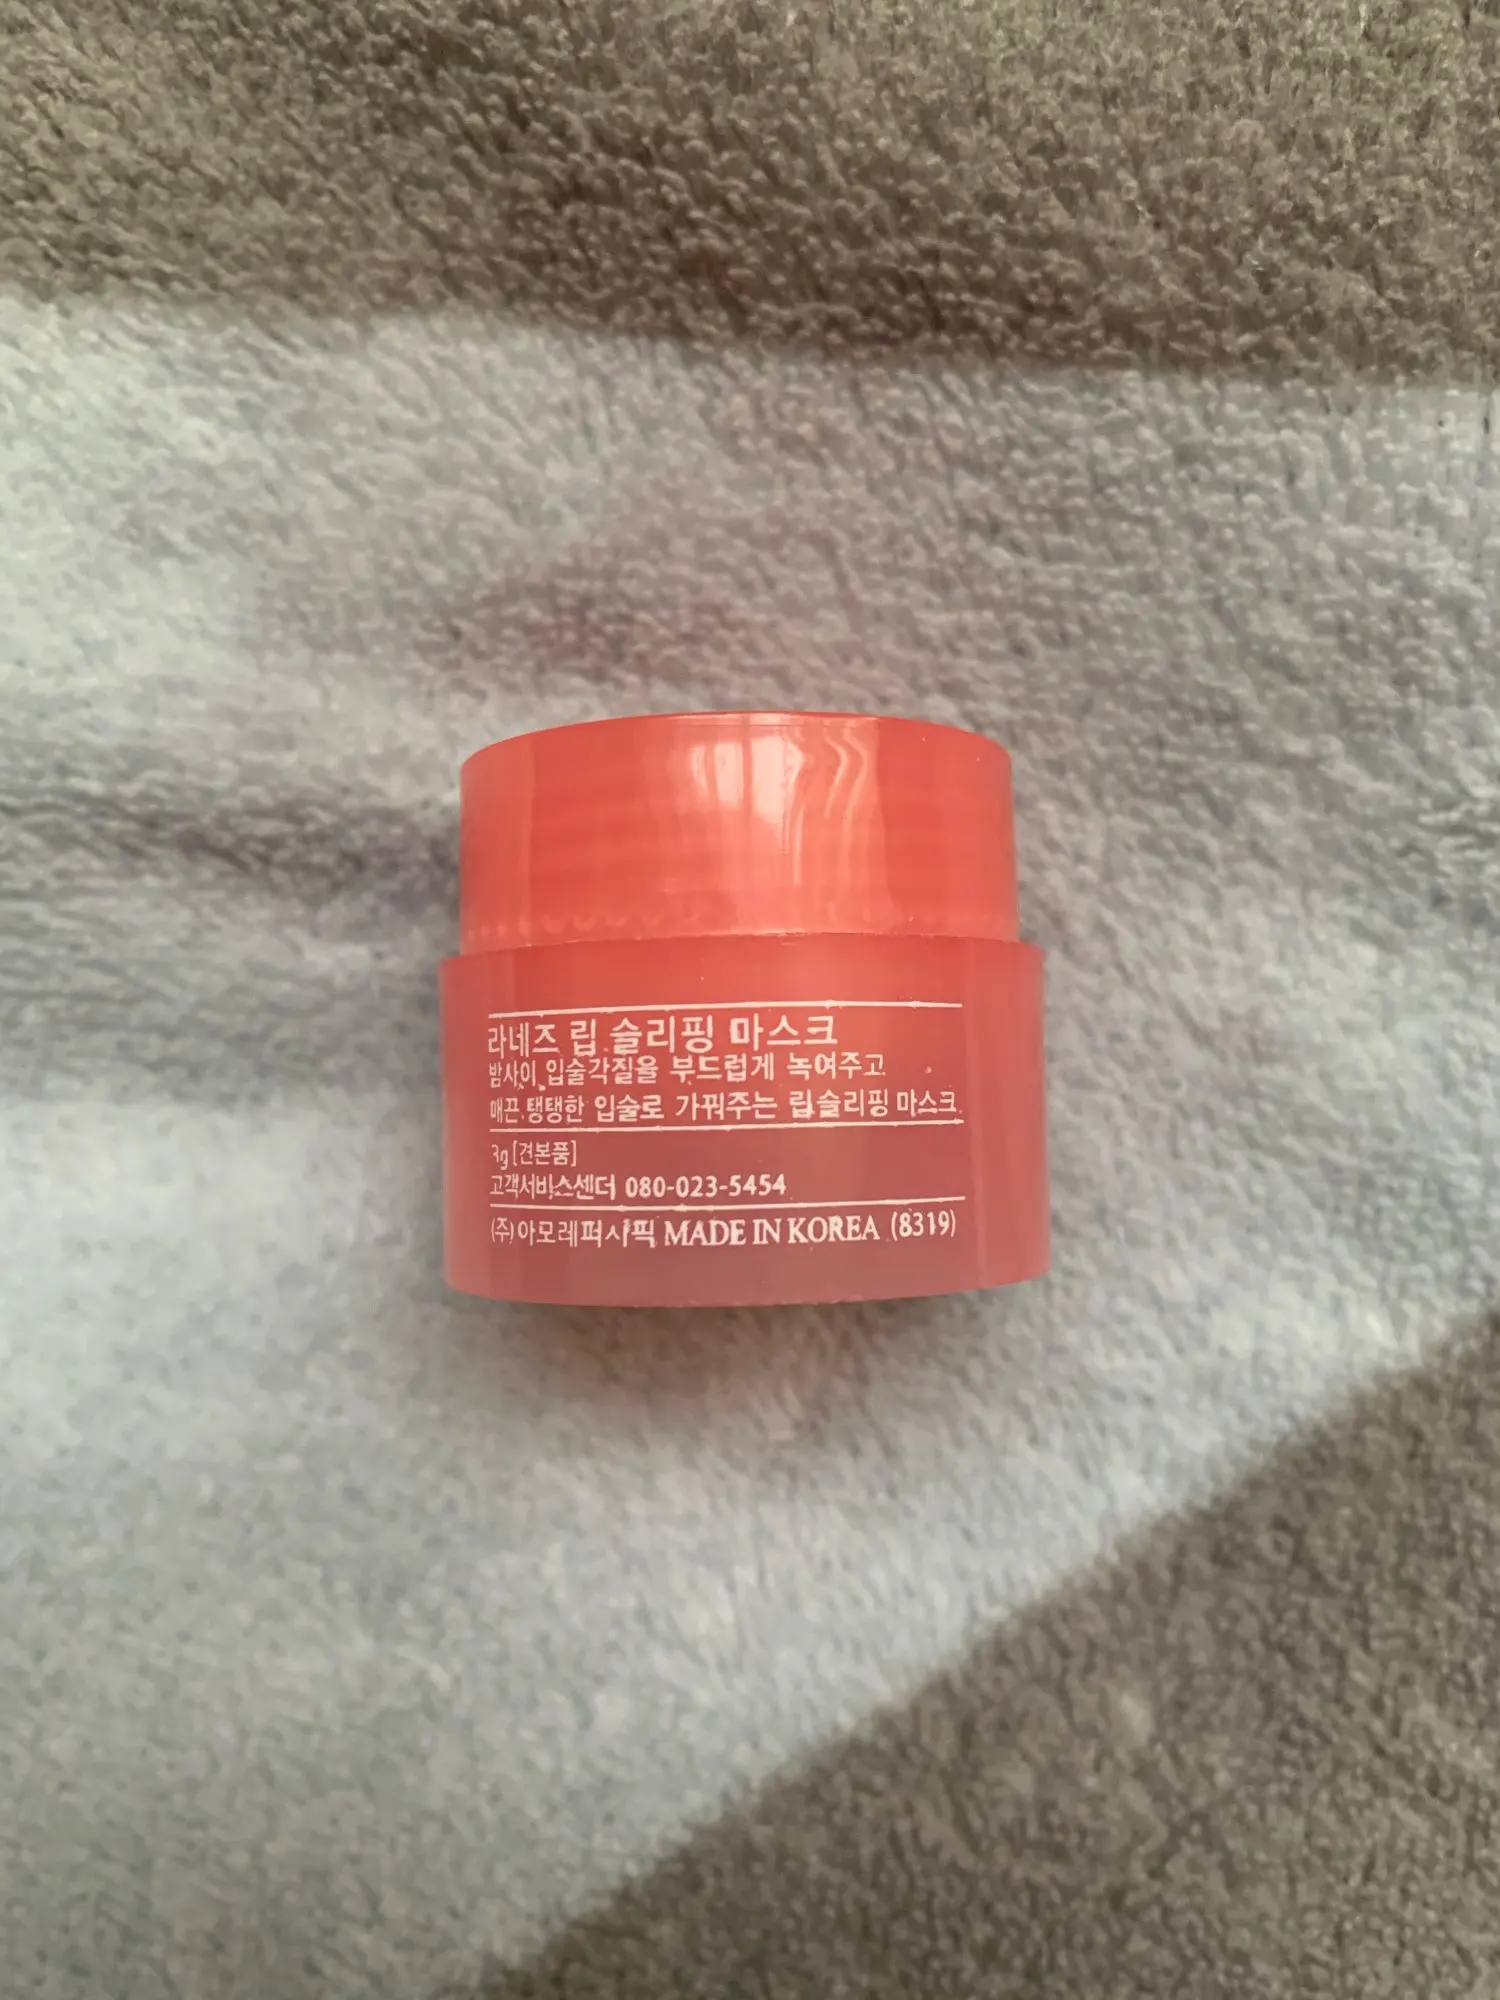 라네즈 립 슬리핑 마스크
밤사이 입술각질을 부드럽게 녹여주고
매끈 탱탱한 입술로 가꿔주는 립 슬리핑 마스크
3g [견본품]
고객서비스센터 080-023-5454
(주)아모레퍼시픽 MADE IN KOREA (8319)